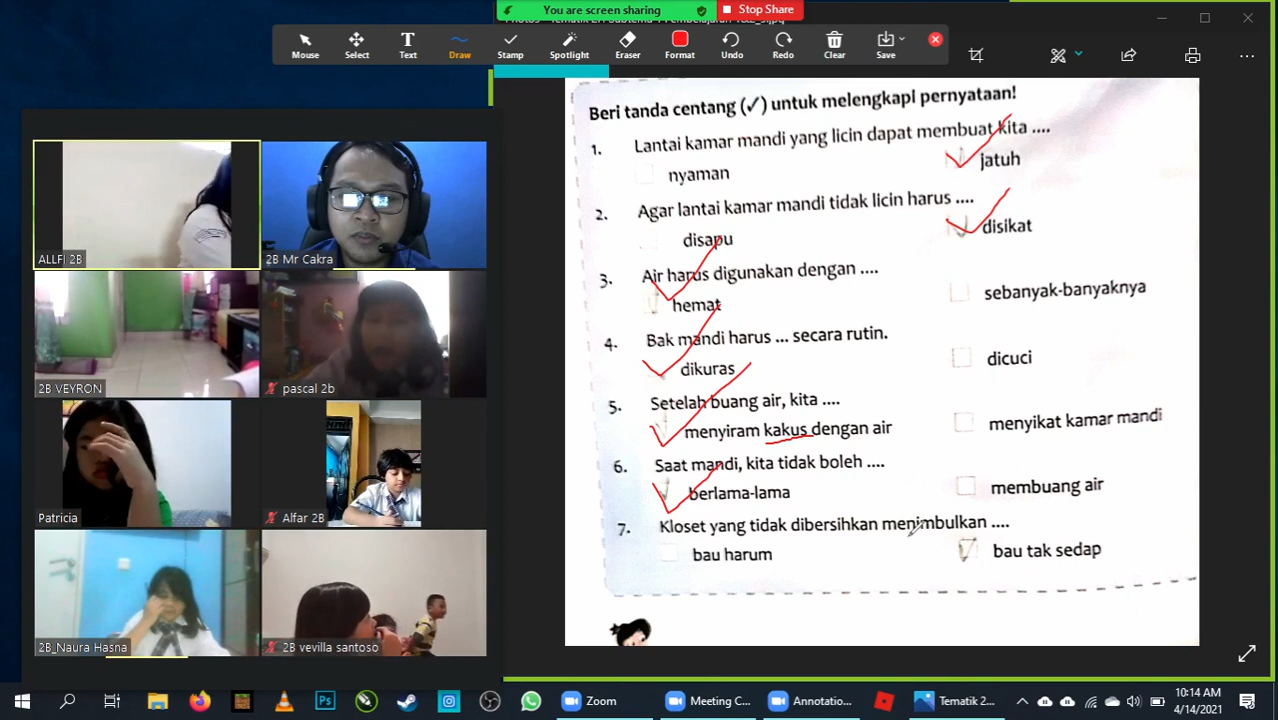 You are screen sharing
Stop Share
Mouse
Select
Text
Draw
Stamp
Spotlight
Eraser
Format
Undo
Redo
Clear
Save
Beri tanda centang (✓) untuk melengkapi pernyataan!
1. Lantai kamar mandi yang licin dapat membuat kita ....
nyaman
jatuh
2. Agar lantai kamar mandi tidak licin harus ....
disapu
disikat
3. Air harus digunakan dengan ....
hemat
sebanyak-banyaknya
4. Bak mandi harus ... secara rutin.
dikuras
dicuci
5. Setelah buang air, kita ....
menyiram kakus dengan air
menyikat kamar mandi
6. Saat mandi, kita tidak boleh ....
berlama-lama
membuang air
7. Kloset yang tidak dibersihkan menimbulkan ....
bau harum
bau tak sedap
ALLFI 2B
2B Mr Cakra
2B VEYRON
pascal 2b
Patricia
Alfar 2B
2B_Naura Hasna
2B vevilla santoso
Zoom
Meeting C...
Annotatio...
Tematik 2...
10:14 AM
4/14/2021